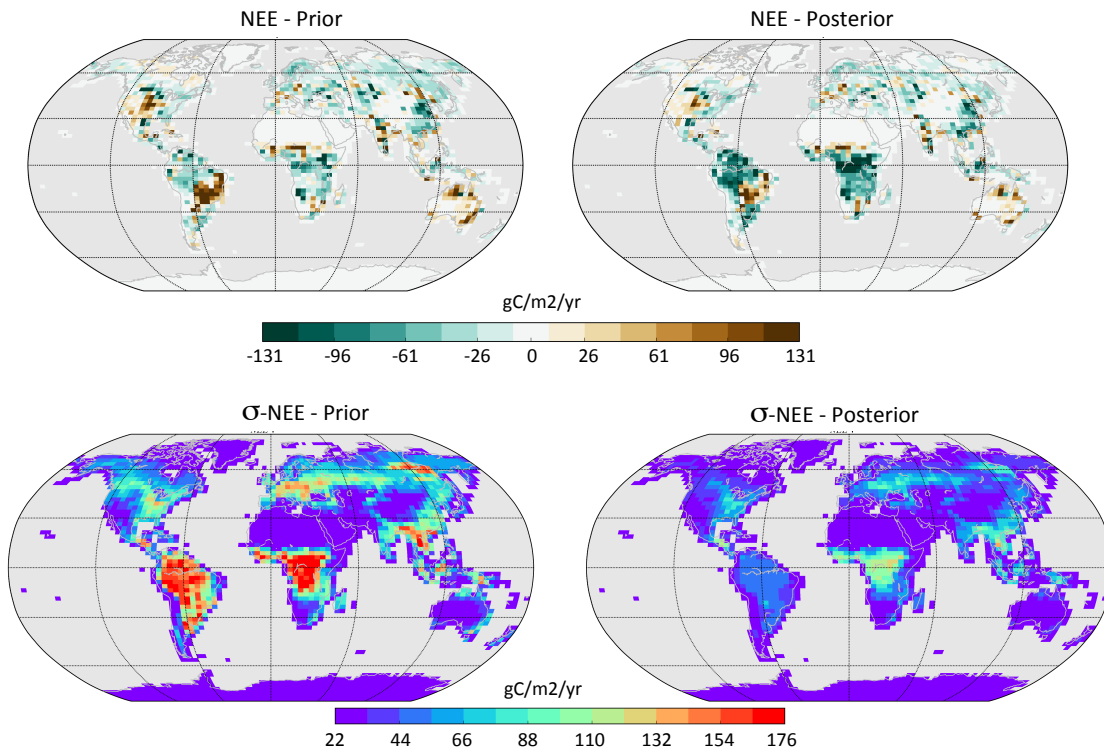 NEE - Prior
NEE - Posterior
gC/m2/yr
-131 -96 -61 -26 0 26 61 96 131
σ-NEE - Prior
σ-NEE - Posterior
gC/m2/yr
22 44 66 88 110 132 154 176